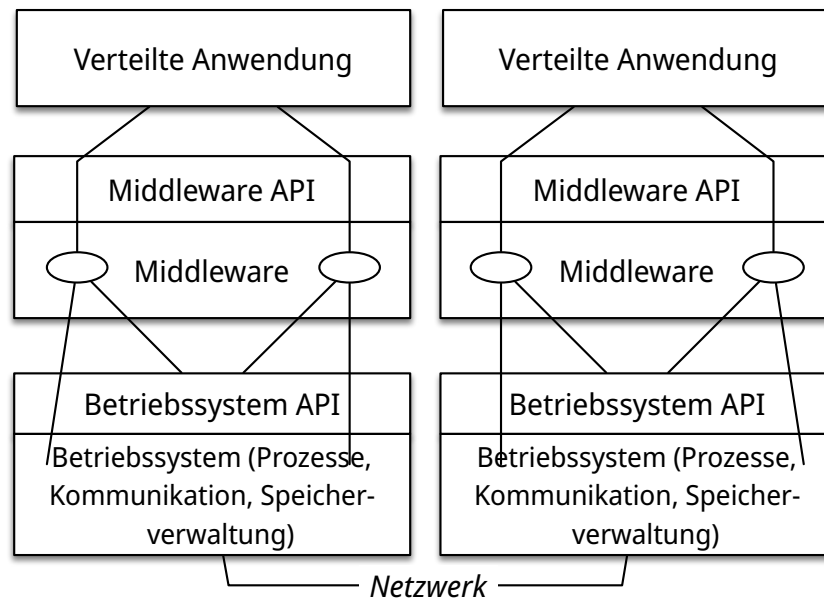 Verteilte Anwendung
Middleware API
Middleware
Betriebssystem API
Betriebssystem (Prozesse,
Kommunikation, Speicher-
verwaltung)
Verteilte Anwendung
Middleware API
Middleware
Betriebssystem API
Betriebssystem (Prozesse,
Kommunikation, Speicher-
verwaltung)
Netzwerk